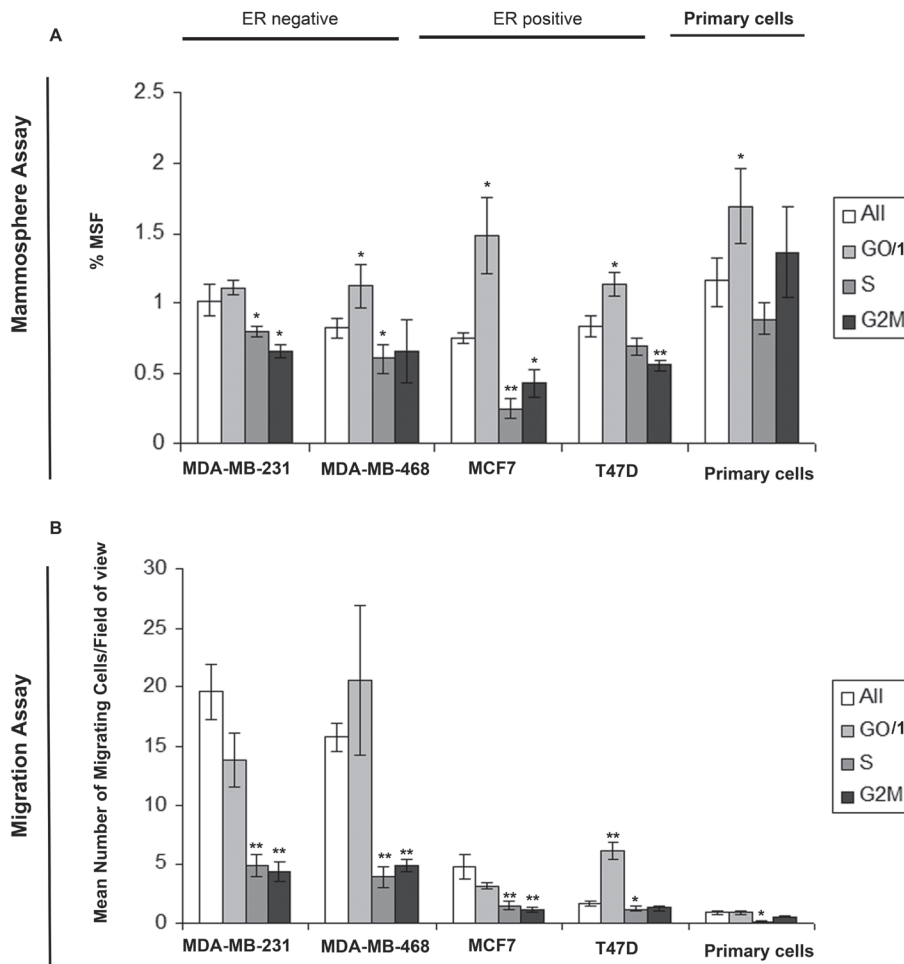 ER negative ER positive Primary cells
A
Mammosphere Assay
% MSF
2.5
2
1.5
1
0.5
0
* * * * * ** * * ** *
All
GO/1
S
G2M
MDA-MB-231 MDA-MB-468 MCF7 T47D Primary cells
B
Migration Assay
Mean Number of Migrating Cells/Field of view
30
25
20
15
10
5
0
** ** ** ** ** ** ** * *
All
GO/1
S
G2M
MDA-MB-231 MDA-MB-468 MCF7 T47D Primary cells